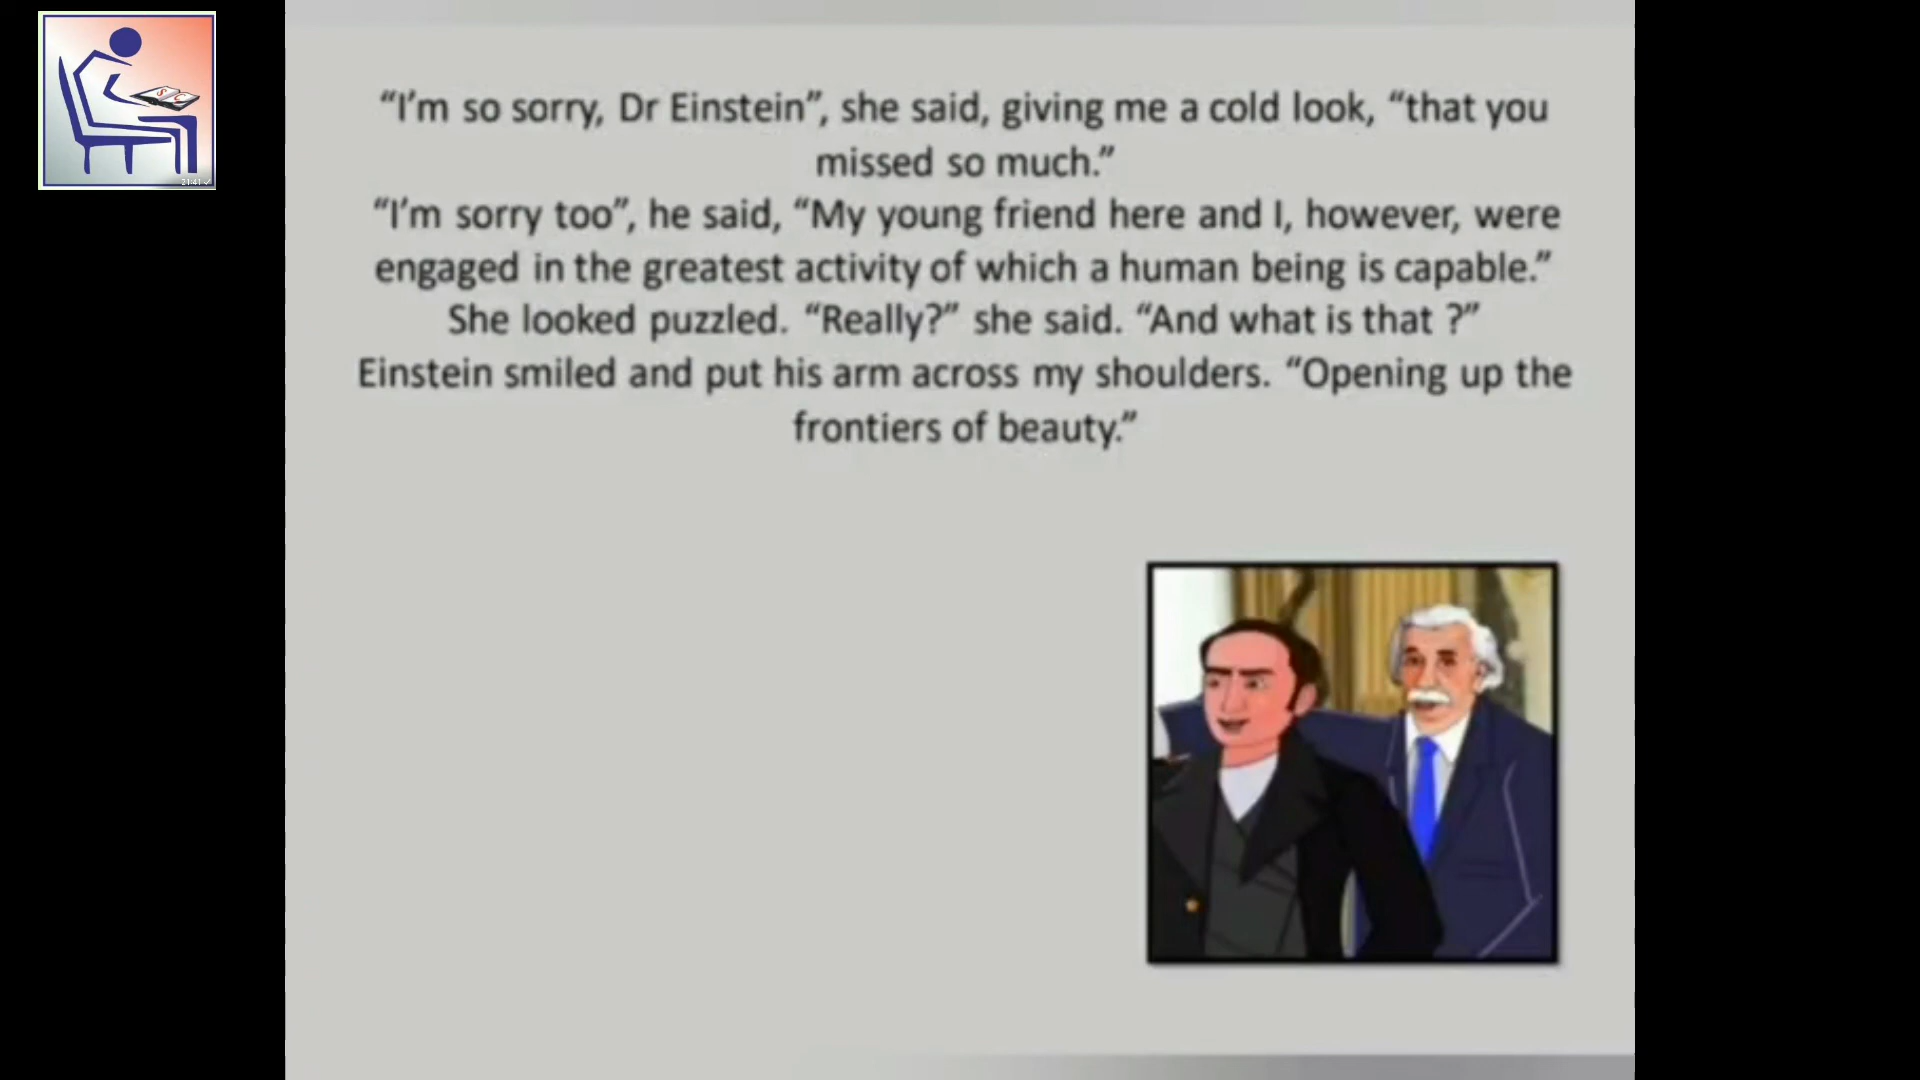 “I’m so sorry, Dr Einstein”, she said, giving me a cold look, “that you
missed so much.”
“I’m sorry too”, he said, “My young friend here and I, however, were
engaged in the greatest activity of which a human being is capable.”
She looked puzzled. “Really?” she said. “And what is that ?”
Einstein smiled and put his arm across my shoulders. “Opening up the
frontiers of beauty.”
S C
21:41